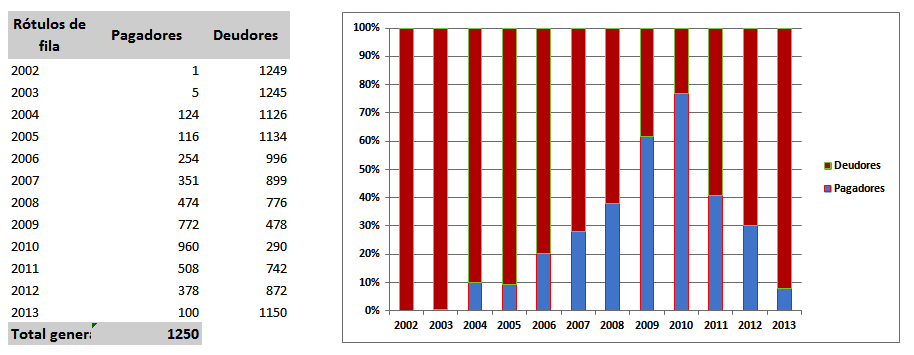 Rótulos de fila Pagadores Deudores
2002 1 1249
2003 5 1245
2004 124 1126
2005 116 1134
2006 254 996
2007 351 899
2008 474 776
2009 772 478
2010 960 290
2011 508 742
2012 378 872
2013 100 1150
Total genera 1250
100%
90%
80%
70%
60%
50%
40%
30%
20%
10%
0%
2002 2003 2004 2005 2006 2007 2008 2009 2010 2011 2012 2013
Deudores
Pagadores